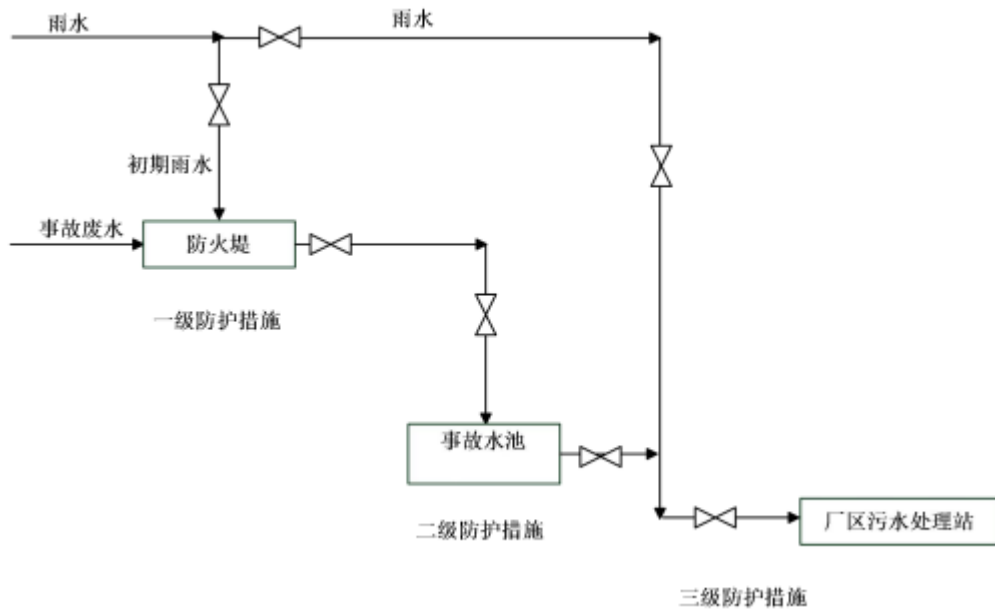 雨水
雨水
初期雨水
事故废水
防火堤
一级防护措施
事故水池
二级防护措施
厂区污水处理站
三级防护措施